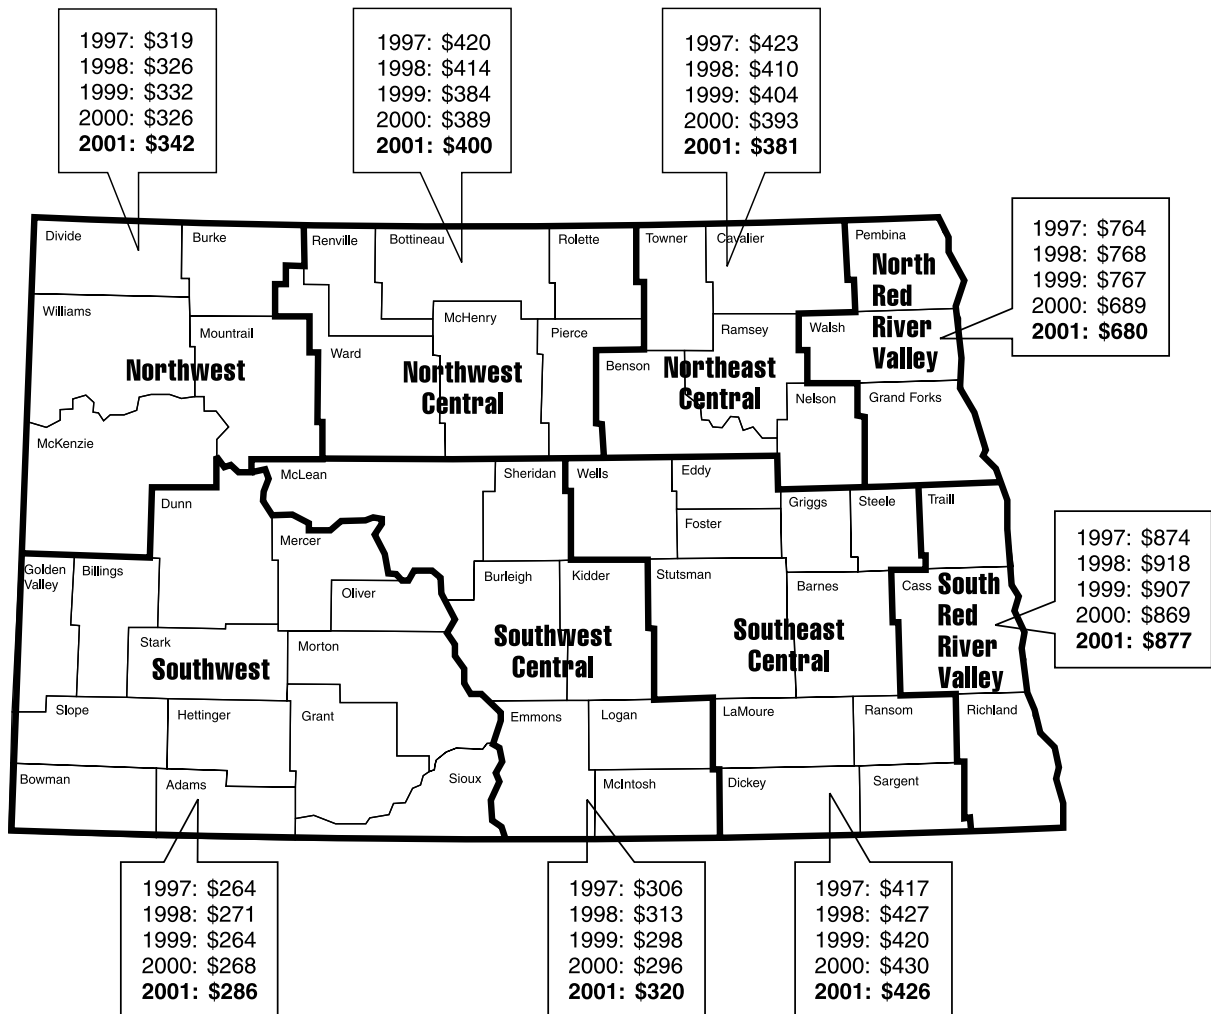 1997: $319
1998: $326
1999: $332
2000: $326
2001: $342
1997: $420
1998: $414
1999: $384
2000: $389
2001: $400
1997: $423
1998: $410
1999: $404
2000: $393
2001: $381
1997: $764
1998: $768
1999: $767
2000: $689
2001: $680
Divide
Burke
Renville
Bottineau
Rolette
Towner
Cavalier
Pembina
North
Red
River
Valley
Williams
Mountrail
McHenry
Pierce
Ramsey
Walsh
Ward
Benson
Northwest
Northwest
Central
Northeast
Central
Nelson
Grand Forks
McKenzie
McLean
Sheridan
Wells
Eddy
Dunn
Griggs
Steele
Traill
Foster
Mercer
1997: $874
1998: $918
1999: $907
2000: $869
2001: $877
Golden
Valley
Billings
Oliver
Burleigh
Kidder
Stutsman
Barnes
Cass
South
Red
River
Valley
Stark
Southwest
Morton
Southwest
Central
Southeast
Central
Slope
Hettinger
Grant
Emmons
Logan
LaMoure
Ransom
Richland
Bowman
Adams
Sioux
McIntosh
Dickey
Sargent
1997: $264
1998: $271
1999: $264
2000: $268
2001: $286
1997: $306
1998: $313
1999: $298
2000: $296
2001: $320
1997: $417
1998: $427
1999: $420
2000: $430
2001: $426